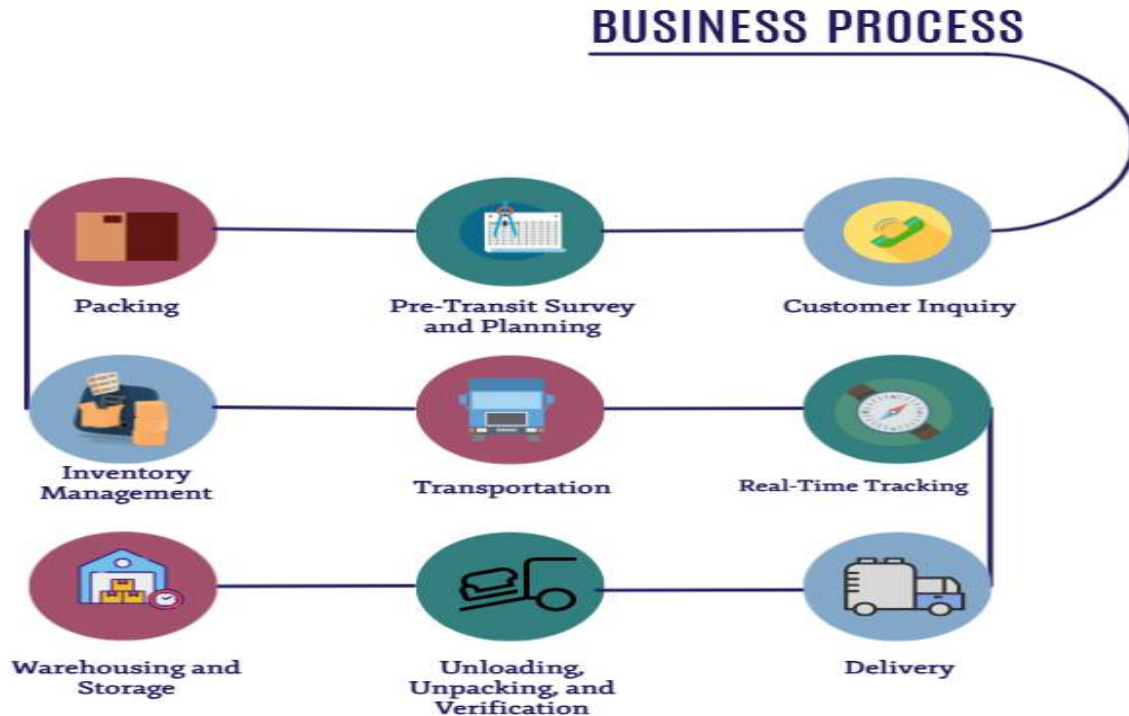 BUSINESS PROCESS
Packing
Pre-Transit Survey
and Planning
Customer Inquiry
Inventory
Management
Transportation
Real-Time Tracking
Warehousing and
Storage
Unloading,
Unpacking, and
Verification
Delivery